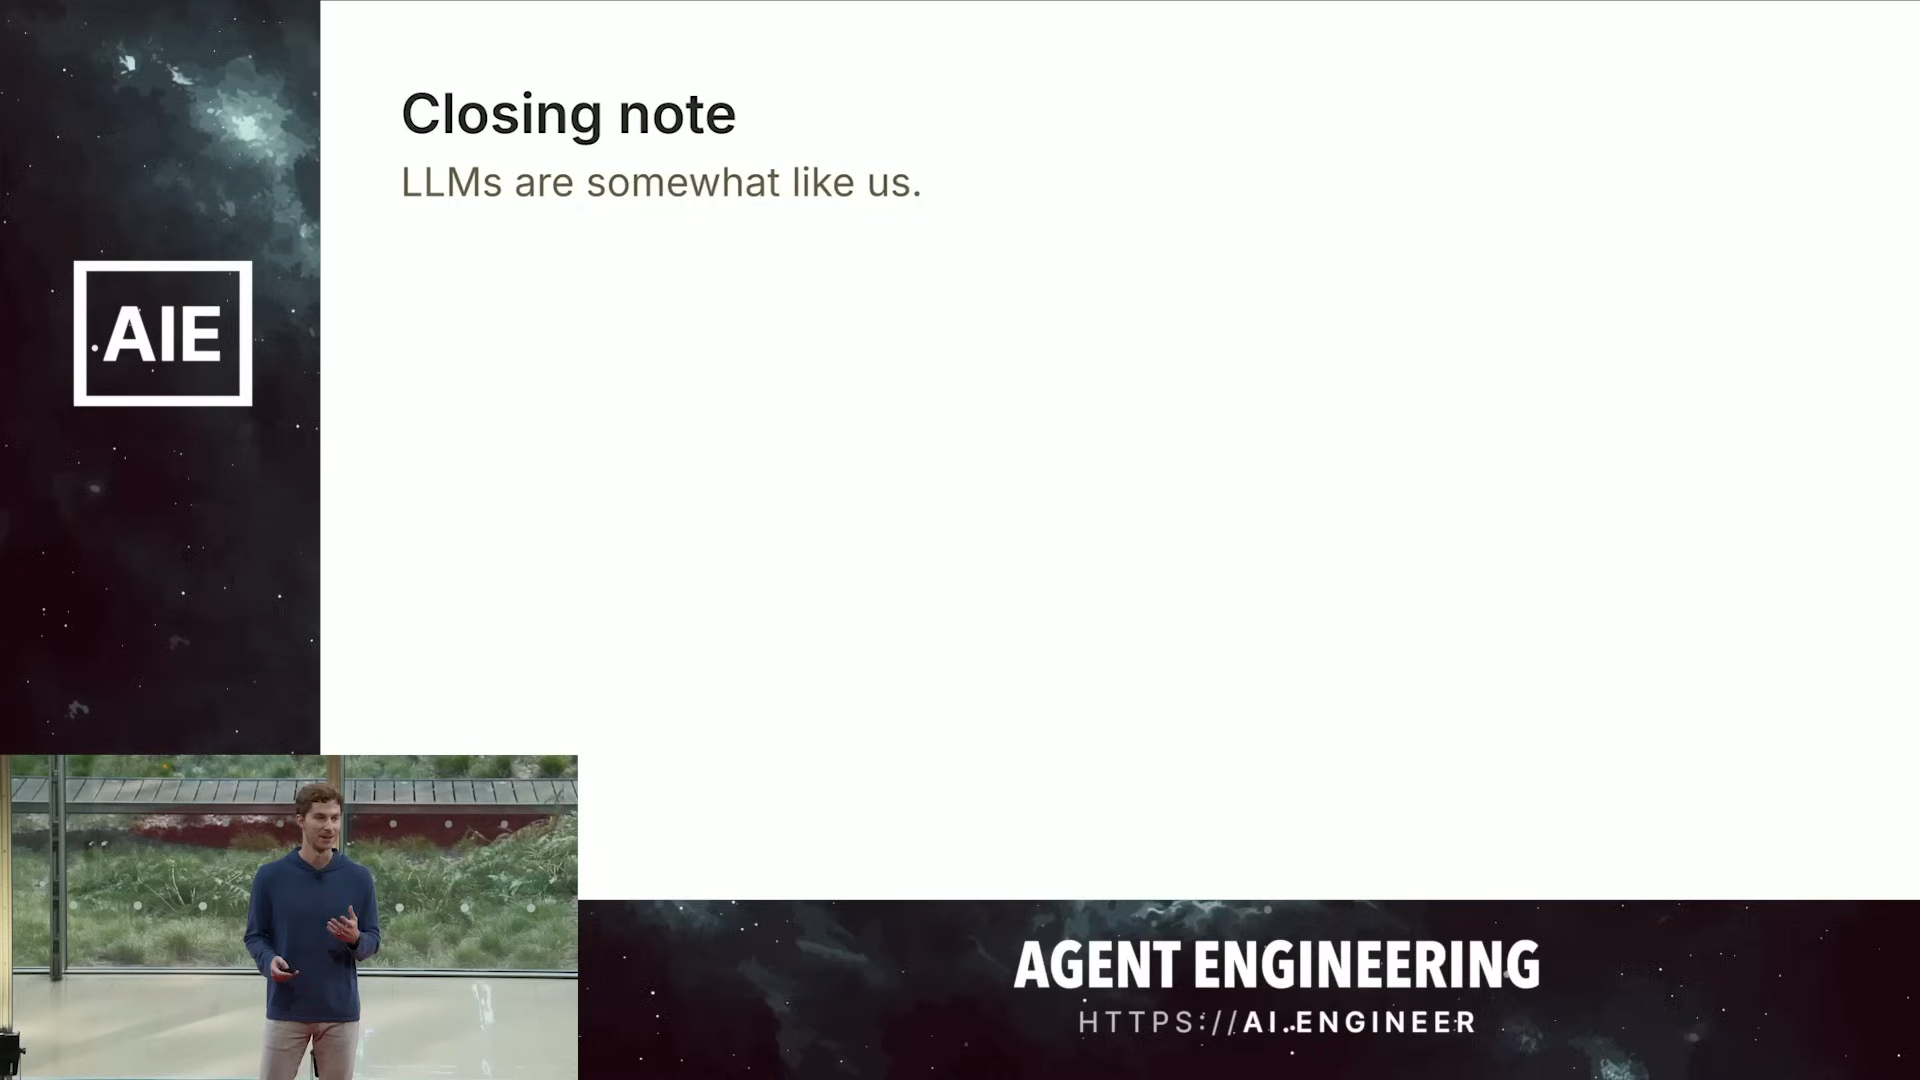 Closing note
LLMs are somewhat like us.
AIE
AGENT ENGINEERING
HTTPS://AI.ENGINEER